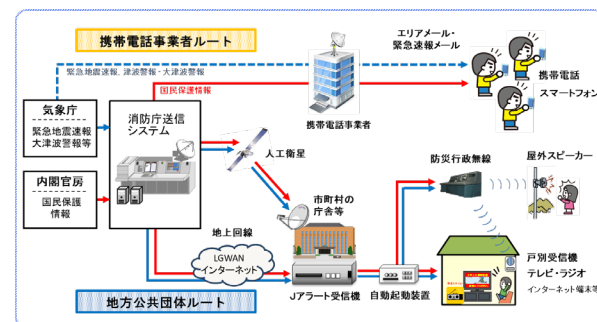 携帯電話事業者ルート
エリアメール・
緊急速報メール
緊急地震速報、津波警報・大津波警報
国民保護情報
携帯電話
スマートフォン
気象庁
緊急地震速報
大津波警報等
消防庁送信
システム
携帯電話事業者
人工衛星
防災行政無線
屋外スピーカー
内閣官房
国民保護
情報
市町村の
庁舎等
地上回線
LGWAN
インターネット
戸別受信機
テレビ・ラジオ
インターネット端末等
地方公共団体ルート
Jアラート受信機
自動起動装置